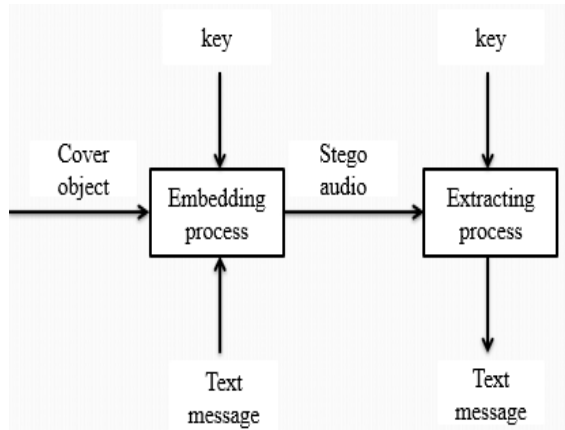 key
key
Cover
object
Stego
audio
Embedding
process
Extracting
process
Text
message
Text
message